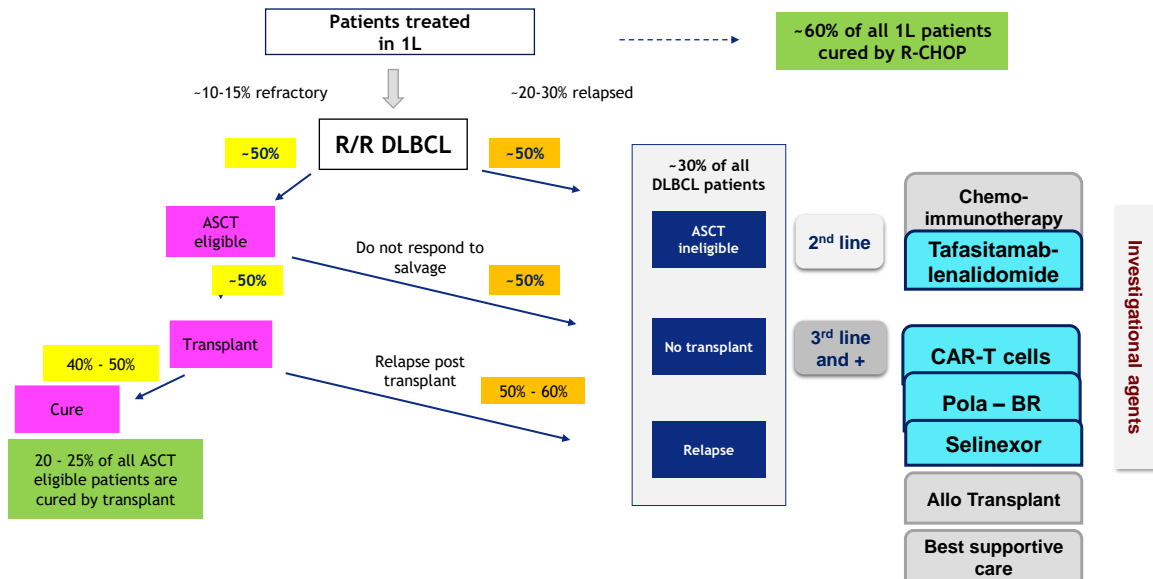 Patients treated
in 1L
~60% of all 1L patients
cured by R-CHOP
~10-15% refractory
~20-30% relapsed
R/R DLBCL
~50%
~50%
~30% of all
DLBCL patients
ASCT
eligible
Do not respond to
salvage
~50%
~50%
ASCT
ineligible
2nd line
Chemo-
immunotherapy
Tafasitamab-
lenalidomide
Transplant
Relapse post
transplant
40% - 50%
50% - 60%
No transplant
3rd line
and +
CAR-T cells
Pola – BR
Selinexor
Cure
20 - 25% of all ASCT
eligible patients are
cured by transplant
Relapse
Allo Transplant
Best supportive
care
Investigational
agents